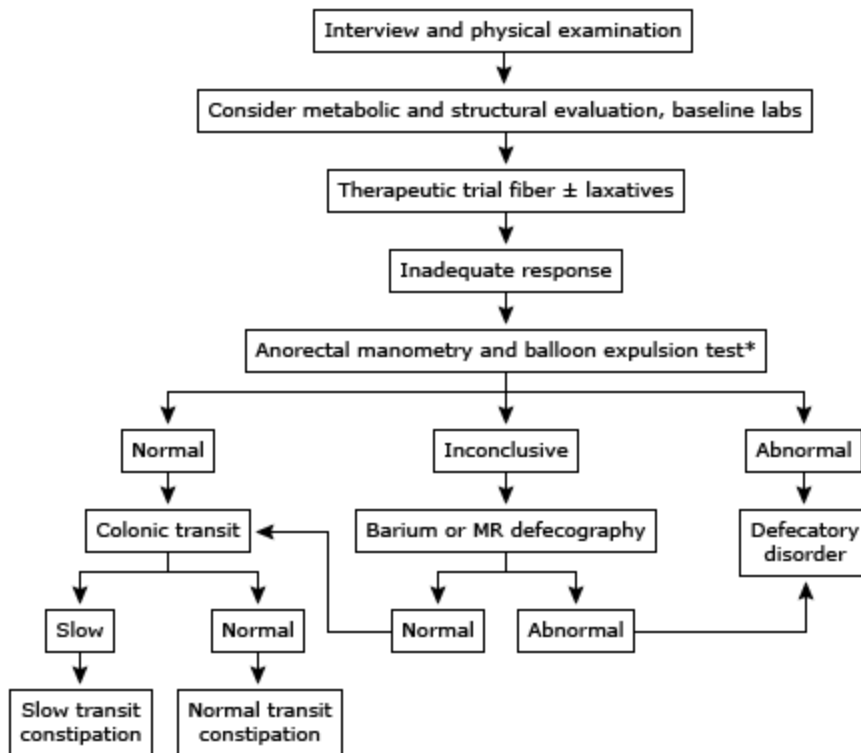 Interview and physical examination
Consider metabolic and structural evaluation, baseline labs
Therapeutic trial fiber ± laxatives
Inadequate response
Anorectal manometry and balloon expulsion test*
Normal
Inconclusive
Abnormal
Colonic transit
Barium or MR defecography
Defecatory
disorder
Slow
Normal
Normal
Abnormal
Slow transit
constipation
Normal transit
constipation